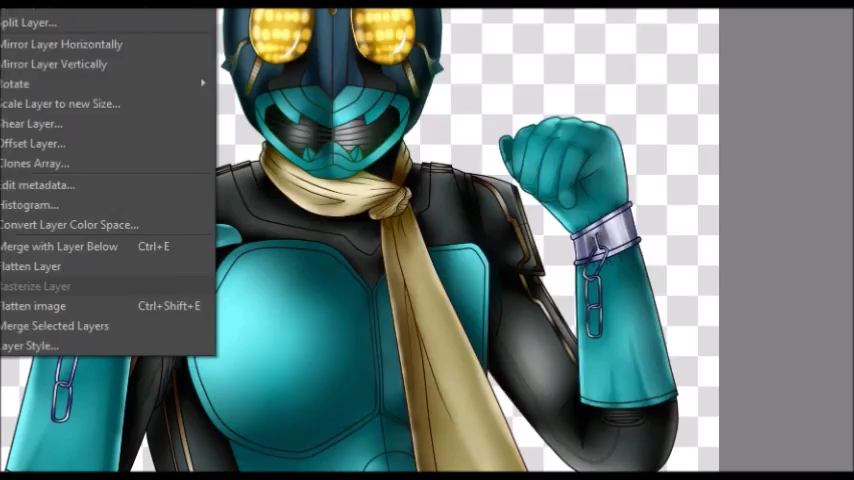 plit Layer...
Mirror Layer Horizontally
Mirror Layer Vertically
otate
cale Layer to new Size...
hear Layer...
Offset Layer...
Clones Array...
Edit metadata...
Histogram...
Convert Layer Color Space...
Merge with Layer Below Ctrl+E
latten Layer
asterize Layer
latten image Ctrl+Shift+E
Merge Selected Layers
ayer Style...